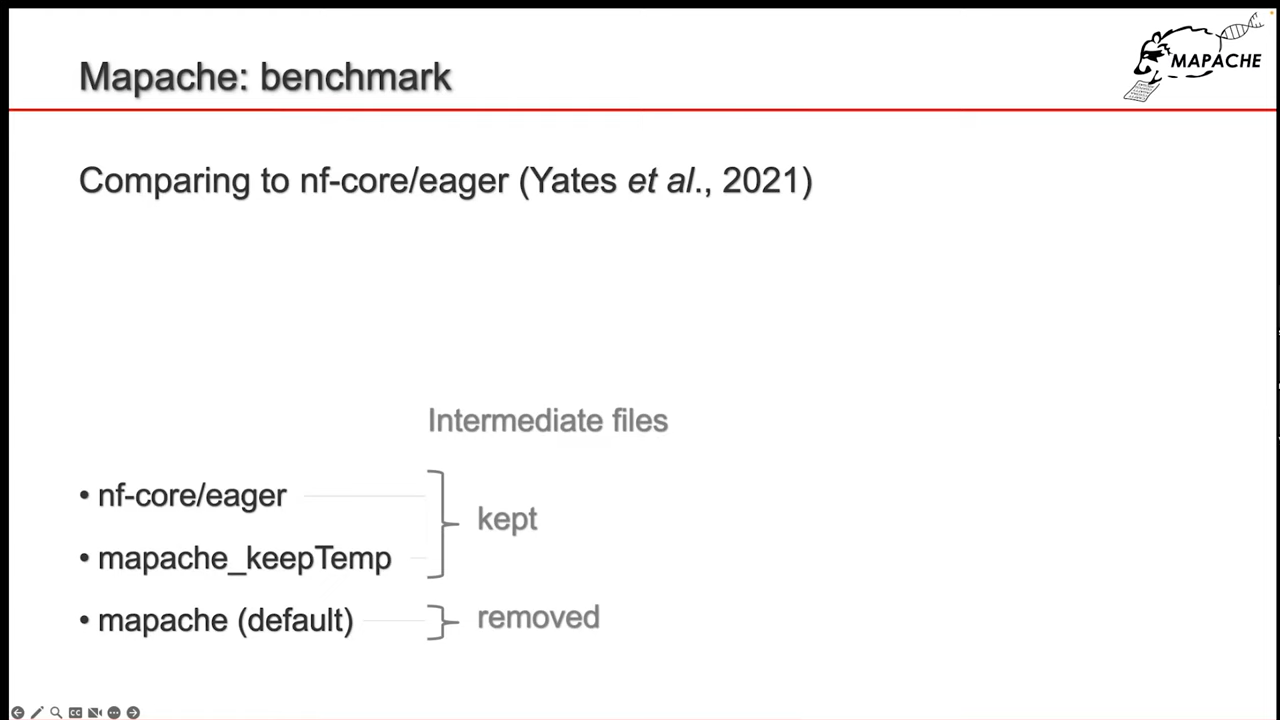 Mapache: benchmark
MAPACHE
Comparing to nf-core/eager (Yates et al., 2021)
Intermediate files
• nf-core/eager
kept
• mapache_keepTemp
• mapache (default)
removed
CC